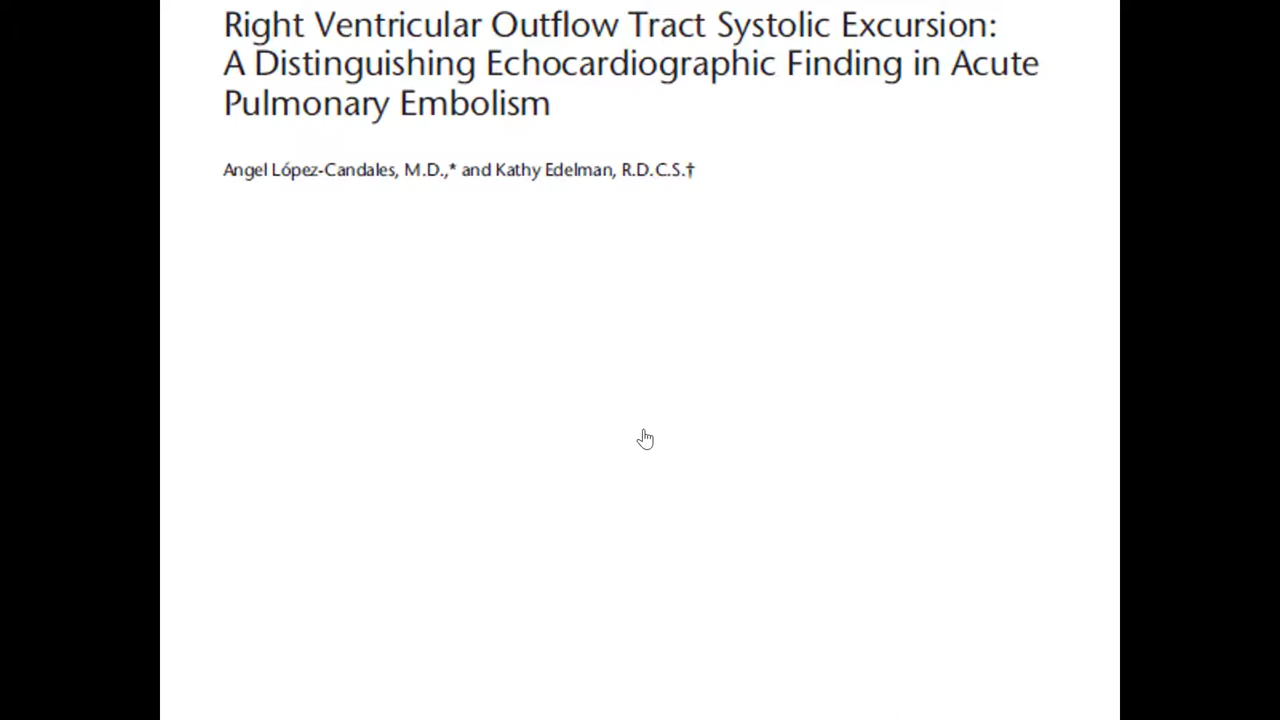 Right Ventricular Outflow Tract Systolic Excursion:
A Distinguishing Echocardiographic Finding in Acute
Pulmonary Embolism
Angel López-Candales, M.D.,* and Kathy Edelman, R.D.C.S.†